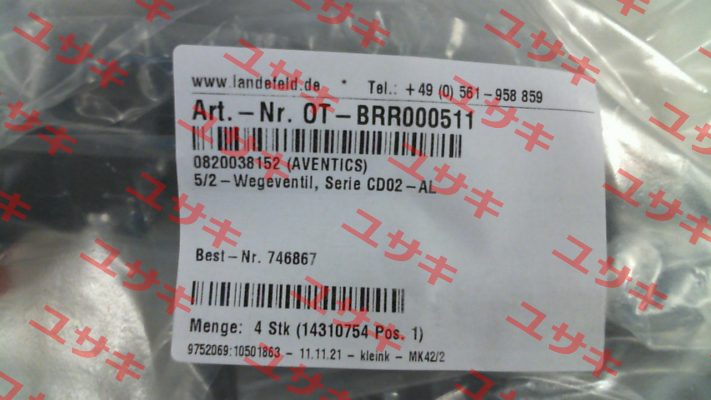 www.landefeld.de * Tel.: +49 (0) 561-958 859
Art.-Nr. OT-BRR000511
0820038152 (AVENTICS)
5/2-Wegeventil, Serie CD02-AL
Best-Nr. 746867
Menge: 4 Stk (14310754 Pos. 1)
9752069:10501863 - 11.11.21 - kleink - MK42/2
ユサキ